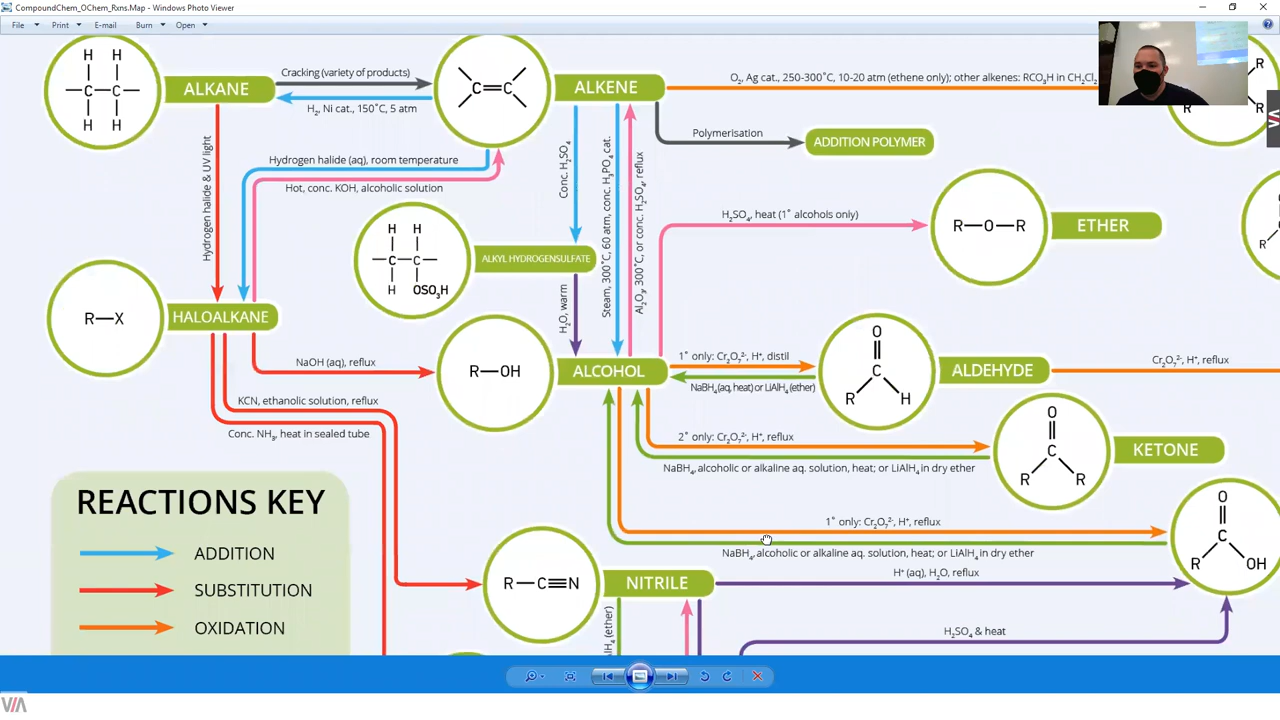 CompoundChem_OChem_Rxns.Map - Windows Photo Viewer
File Print E-mail Burn Open
H H
C C
H H
ALKANE
Cracking (variety of products)
H₂, Ni cat., 150˚C, 5 atm
C C
ALKENE
O₂, Ag cat., 250-300˚C, 10-20 atm (ethene only); other alkenes: RCO₃H in CH₂Cl₂
R
R
Polymerisation
ADDITION POLYMER
Hydrogen halide & UV light
Hydrogen halide (aq), room temperature
Hot, conc. KOH, alcoholic solution
Conc. H₂SO₄
Steam, 300˚C, 60 atm, conc. H₃PO₄ cat.
Al₂O₃, 300˚C, or conc. H₂SO₄, reflux
H₂SO₄, heat (1˚ alcohols only)
R—O—R
ETHER
H H
C C
H OSO₃H
ALKYL HYDROGENSULFATE
H₂O, warm
R—X
HALOALKANE
NaOH (aq), reflux
R—OH
ALCOHOL
1˚ only: Cr₂O₇²⁻, H⁺, distil
NaBH₄ (aq, heat) or LiAlH₄ (ether)
O
C
R H
ALDEHYDE
Cr₂O₇²⁻, H⁺, reflux
KCN, ethanolic solution, reflux
Conc. NH₃, heat in sealed tube
2˚ only: Cr₂O₇²⁻, H⁺, reflux
NaBH₄, alcoholic or alkaline aq. solution, heat; or LiAlH₄ in dry ether
O
C
R R
KETONE
1˚ only: Cr₂O₇²⁻, H⁺, reflux
NaBH₄, alcoholic or alkaline aq. solution, heat; or LiAlH₄ in dry ether
O
C
R OH
R—C≡N
NITRILE
H⁺ (aq), H₂O, reflux
H₂SO₄ & heat
REACTIONS KEY
ADDITION
SUBSTITUTION
OXIDATION
VIA